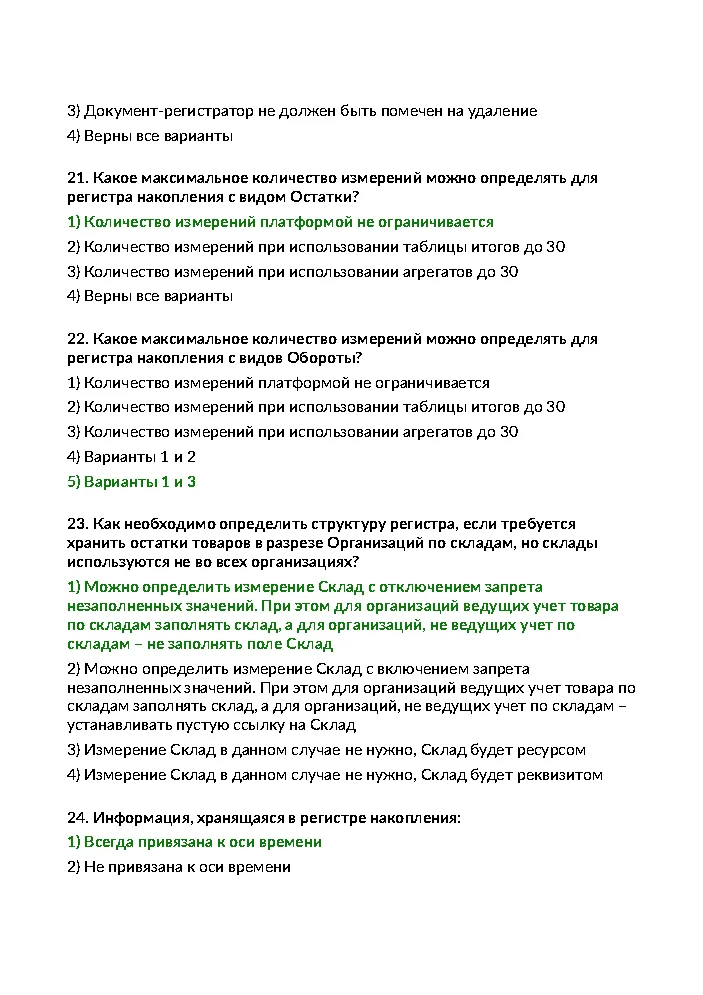 3) Документ-регистратор не должен быть помечен на удаление
4) Верны все варианты
21. Какое максимальное количество измерений можно определять для
регистра накопления с видом Остатки?
1) Количество измерений платформой не ограничивается
2) Количество измерений при использовании таблицы итогов до 30
3) Количество измерений при использовании агрегатов до 30
4) Верны все варианты
22. Какое максимальное количество измерений можно определять для
регистра накопления с видов Обороты?
1) Количество измерений платформой не ограничивается
2) Количество измерений при использовании таблицы итогов до 30
3) Количество измерений при использовании агрегатов до 30
4) Варианты 1 и 2
5) Варианты 1 и 3
23. Как необходимо определить структуру регистра, если требуется
хранить остатки товаров в разрезе Организаций по складам, но склады
используются не во всех организациях?
1) Можно определить измерение Склад с отключением запрета
незаполненных значений. При этом для организаций ведущих учет товара
по складам заполнять склад, а для организаций, не ведущих учет по
складам – не заполнять поле Склад
2) Можно определить измерение Склад с включением запрета
незаполненных значений. При этом для организаций ведущих учет товара по
складам заполнять склад, а для организаций, не ведущих учет по складам –
устанавливать пустую ссылку на Склад
3) Измерение Склад в данном случае не нужно, Склад будет ресурсом
4) Измерение Склад в данном случае не нужно, Склад будет реквизитом
24. Информация, хранящаяся в регистре накопления:
1) Всегда привязана к оси времени
2) Не привязана к оси времени